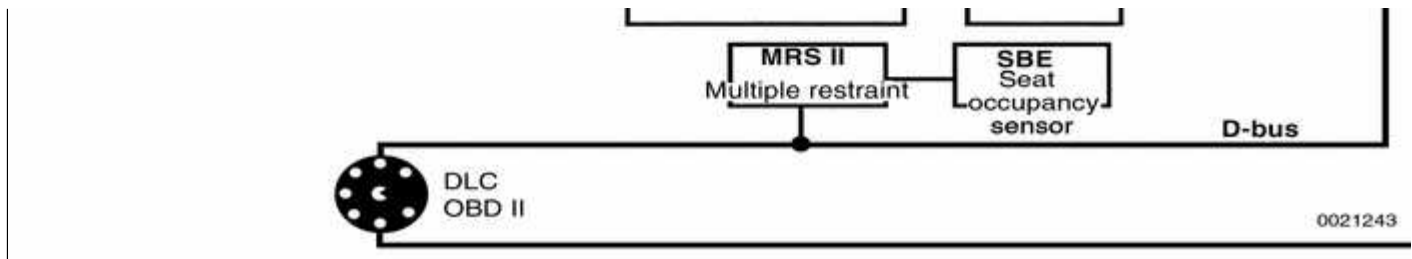 MRS II
Multiple restraint
SBE
Seat
occupancy
sensor
D-bus
DLC
OBD II
0021243